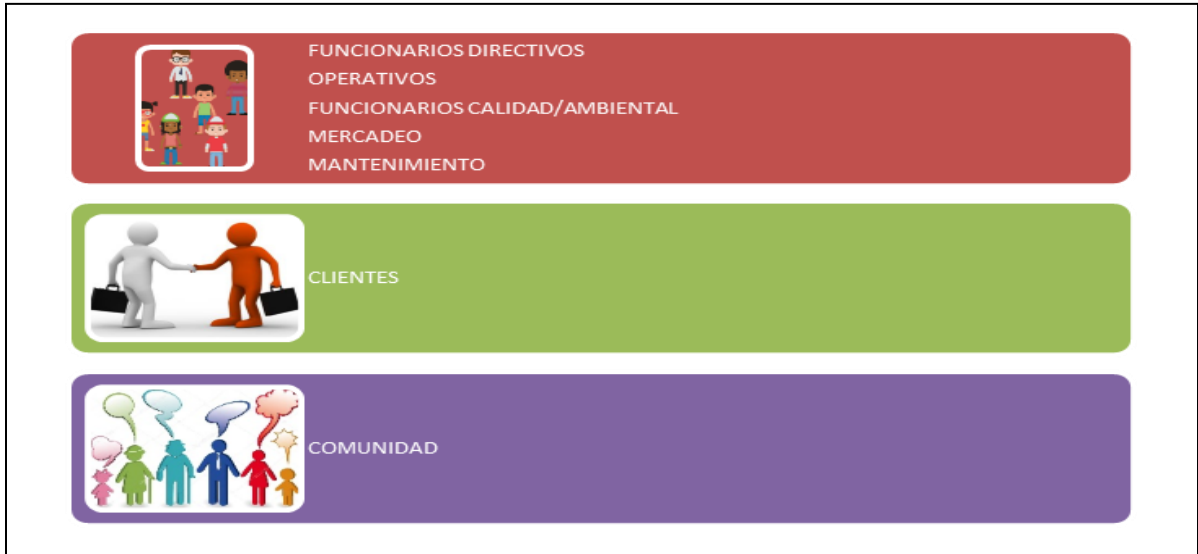 FUNCIONARIOS DIRECTIVOS
OPERATIVOS
FUNCIONARIOS CALIDAD/AMBIENTAL
MERCADEO
MANTENIMIENTO
CLIENTES
COMUNIDAD